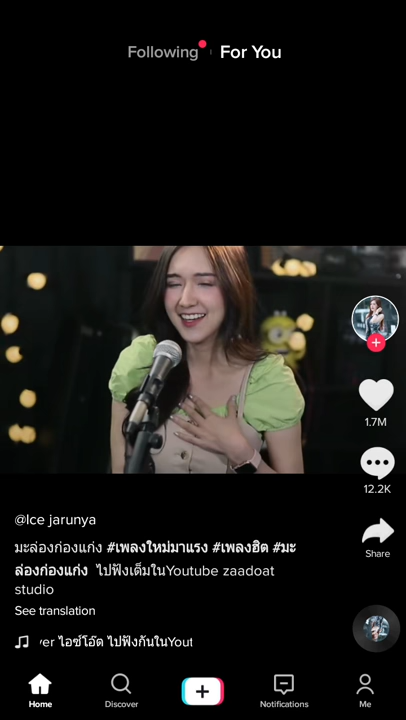 Following For You
1.7M
12.2K
@Ice jarunya
มะล่องก่องแก่ง #เพลงใหม่มาแรง #เพลงฮิต #มะ
ล่องก่องแก่ง ไปฟังเต็มในYoutube zaadoat
studio
Share
See translation
ver ไอซ์โอ๊ต ไปฟังกันในYout
Home Discover Notifications Me